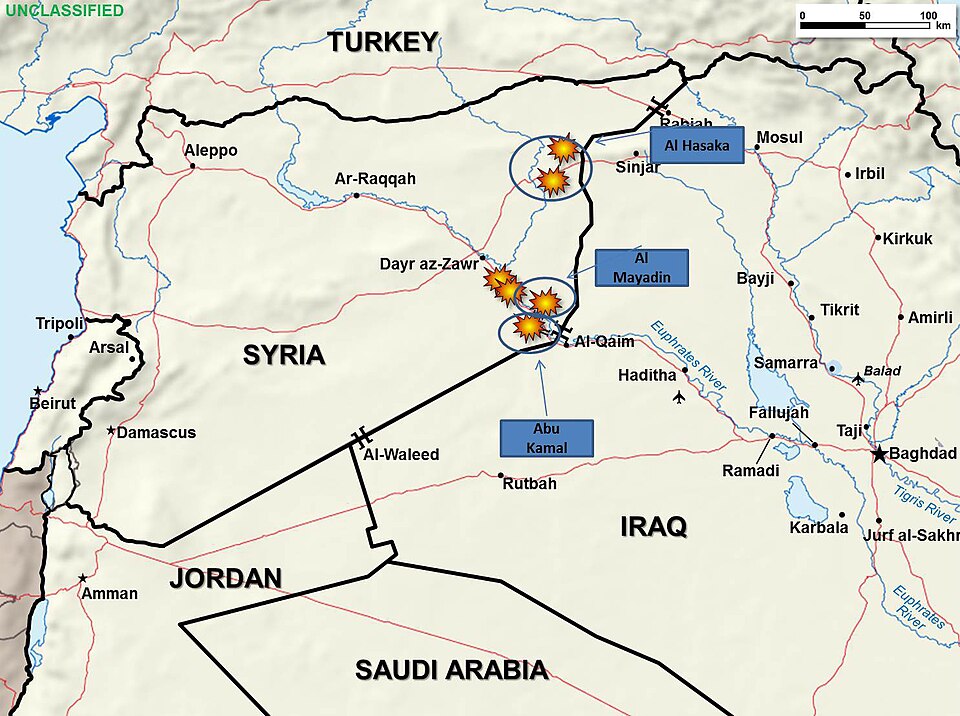 UNCLASSIFIED
0 50 100
km
TURKEY
Rabiah
Al Hasaka
Mosul
Aleppo
Sinjar
Irbil
Ar-Raqqah
Kirkuk
Dayr az-Zawr
Al
Mayadin
Bayji
Tikrit
Amirli
Tripoli
Arsal
SYRIA
Al-Qaim
Euphrates River
Haditha
Samarra
Balad
Beirut
Fallujah
Abu
Kamal
Damascus
Taji
Al-Waleed
Baghdad
Ramadi
Rutbah
Tigris River
IRAQ
Karbala
Jurf al-Sakhr
JORDAN
Amman
Euphrates
River
SAUDI ARABIA